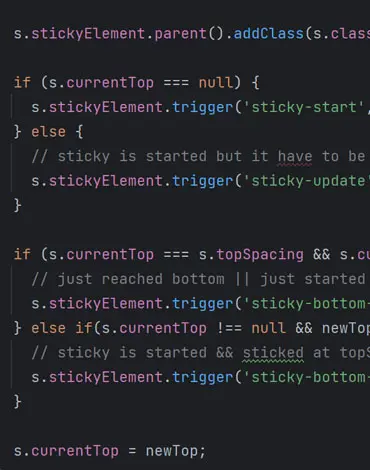 s.stickyElement.parent().addClass(s.clas
if (s.currentTop === null) {
s.stickyElement.trigger('sticky-start',
} else {
// sticky is started but it have to be
s.stickyElement.trigger('sticky-update'
}
if (s.currentTop === s.topSpacing && s.cu
// just reached bottom || just started
s.stickyElement.trigger('sticky-bottom-
} else if(s.currentTop !== null && newTop
// sticky is started && sticked at topS
s.stickyElement.trigger('sticky-bottom-
}
s.currentTop = newTop;